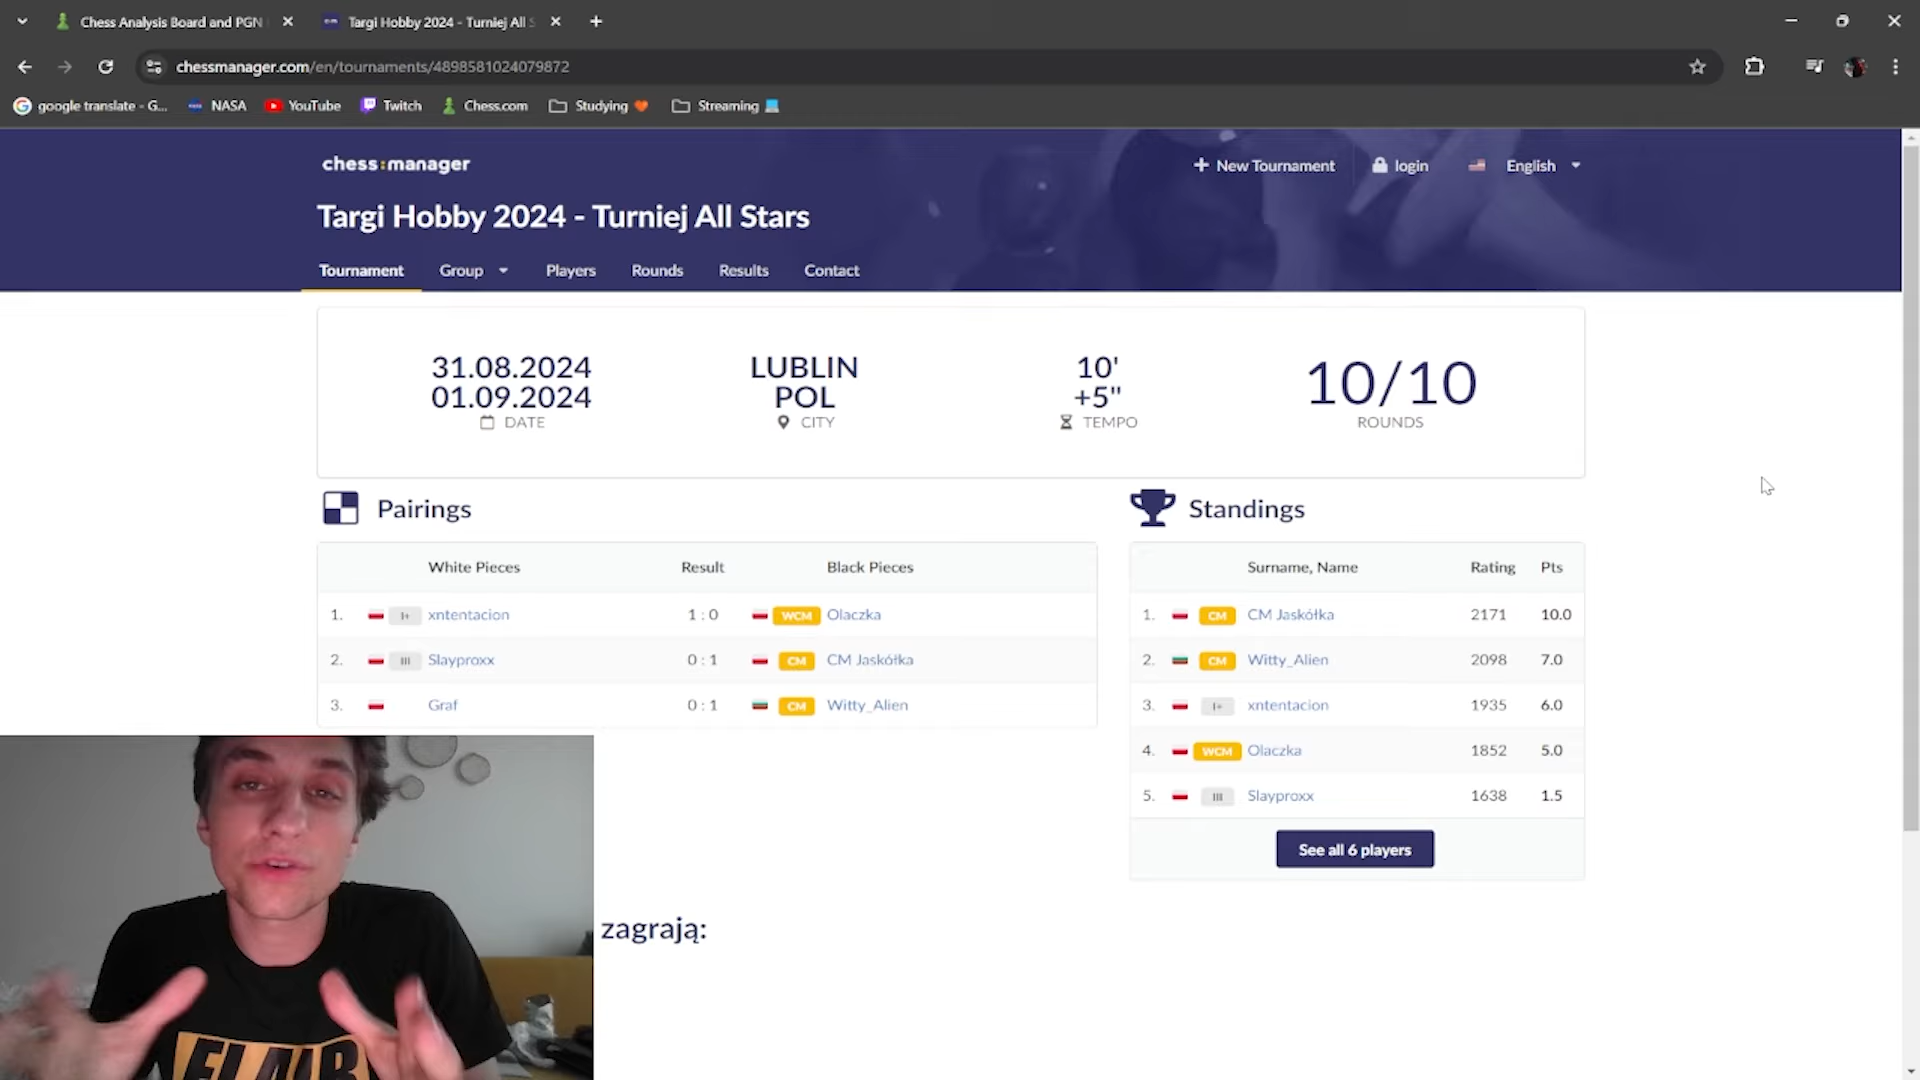 Chess Analysis Board and PGN
Targi Hobby 2024 - Turniej All S
chessmanager.com/en/tournaments/4898581024079872
google translate - G...
NASA
YouTube
Twitch
Chess.com
Studying
Streaming
chess:manager
+ New Tournament
login
English
Targi Hobby 2024 - Turniej All Stars
Tournament
Group
Players
Rounds
Results
Contact
31.08.2024
01.09.2024
DATE
LUBLIN
POL
CITY
10'
+5"
TEMPO
10/10
ROUNDS
Pairings
White Pieces Result Black Pieces
1. I+ xntentacion 1 : 0 WCM Olaczka
2. III Slayproxx 0 : 1 CM CM Jaskółka
3. Graf 0 : 1 CM Witty_Alien
Standings
Surname, Name Rating Pts
1. CM CM Jaskółka 2171 10.0
2. CM Witty_Alien 2098 7.0
3. I+ xntentacion 1935 6.0
4. WCM Olaczka 1852 5.0
5. III Slayproxx 1638 1.5
See all 6 players
zagrają:
FLAIR